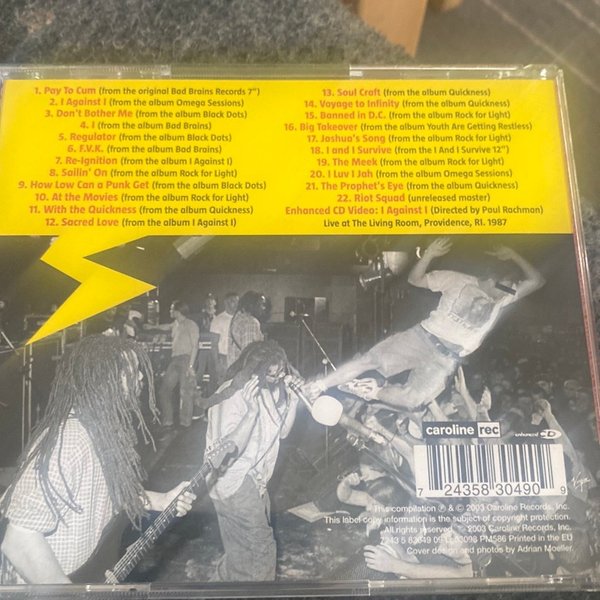 1. Pay To Cum (from the original Bad Brains Records 7")
2. I Against I (from the album Omega Sessions)
3. Don't Bother Me (from the album Black Dots)
4. I (from the album Bad Brains)
5. Regulator (from the album Black Dots)
6. F.V.K. (from the album Bad Brains)
7. Re-Ignition (from the album I Against I)
8. Sailin' On (from the album Rock for Light)
9. How Low Can a Punk Get (from the album Black Dots)
10. At the Movies (from the album Rock for Light)
11. With the Quickness (from the album Quickness)
12. Sacred Love (from the album I Against I)
13. Soul Craft (from the album Quickness)
14. Voyage to Infinity (from the album Quickness)
15. Banned in D.C. (from the album Rock for Light)
16. Big Takeover (from the album Youth Are Getting Restless)
17. Joshua's Song (from the album Rock for Light)
18. I and I Survive (from the I And I Survive 12")
19. The Meek (from the album Rock for Light)
20. I Luv I Jah (from the album Omega Sessions)
21. The Prophet's Eye (from the album Quickness)
22. Riot Squad (unreleased master)
Enhanced CD Video: I Against I (Directed by Paul Rachman)
Live at The Living Room, Providence, RI. 1987
caroline rec
enhanced CD
7 24358 30490 9
This compilation ℗ & © 2003 Caroline Records, Inc.
This label copy information is the subject of copyright protection.
All rights reserved. © 2003 Caroline Records, Inc.
PM586 Printed in the EU
Cover design and photos by Adrian Moeller.